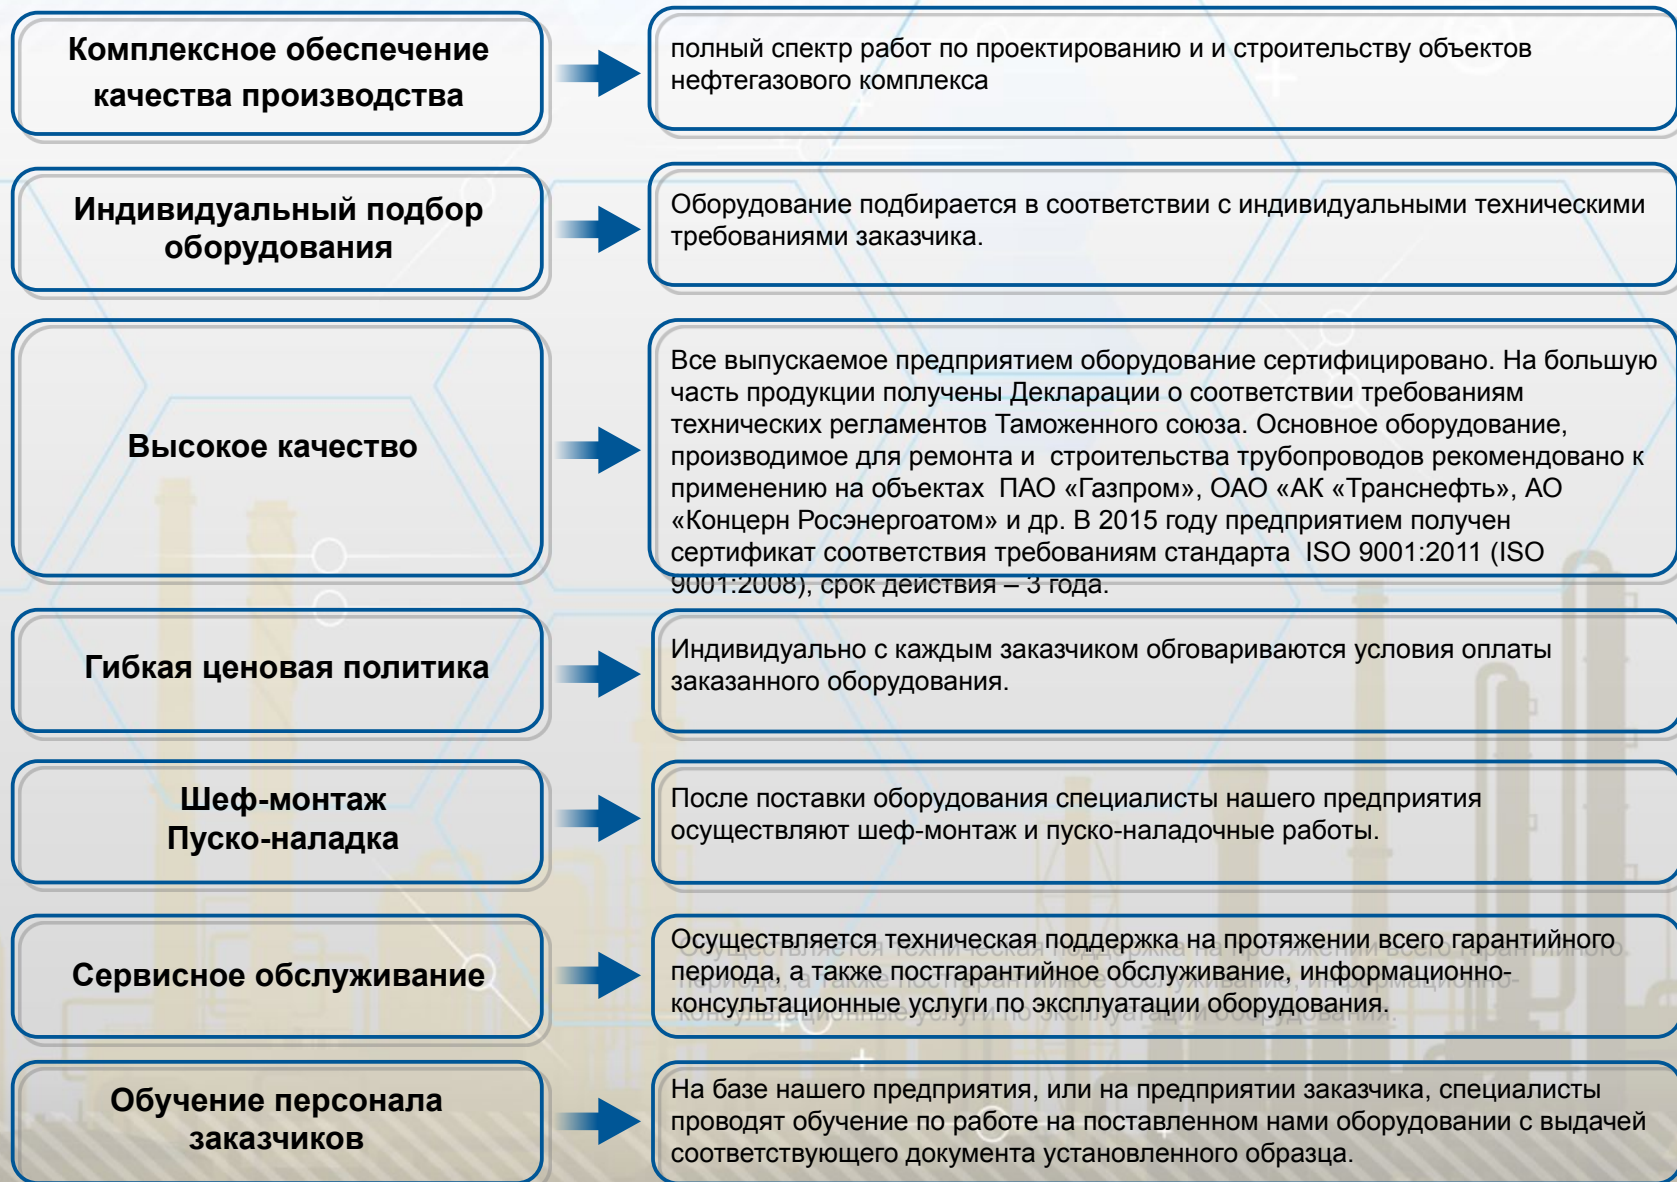 Комплексное обеспечение
качества производства
полный спектр работ по проектированию и и строительству объектов
нефтегазового комплекса
Индивидуальный подбор
оборудования
Оборудование подбирается в соответствии с индивидуальными техническими
требованиями заказчика.
Высокое качество
Все выпускаемое предприятием оборудование сертифицировано. На большую
часть продукции получены Декларации о соответствии требованиям
технических регламентов Таможенного союза. Основное оборудование,
производимое для ремонта и  строительства трубопроводов рекомендовано к
применению на объектах  ПАО «Газпром», ОАО «АК «Транснефть», АО
«Концерн Росэнергоатом» и др. В 2015 году предприятием получен
сертификат соответствия требованиям стандарта  ISO 9001:2011 (ISO
9001:2008), срок действия – 3 года.
Гибкая ценовая политика
Индивидуально с каждым заказчиком обговариваются условия оплаты
заказанного оборудования.
Шеф-монтаж
Пуско-наладка
После поставки оборудования специалисты нашего предприятия
осуществляют шеф-монтаж и пуско-наладочные работы.
Сервисное обслуживание
Осуществляется техническая поддержка на протяжении всего гарантийного
периода, а также постгарантийное обслуживание, информационно-
консультационные услуги по эксплуатации оборудования.
Обучение персонала
заказчиков
На базе нашего предприятия, или на предприятии заказчика, специалисты
проводят обучение по работе на поставленном нами оборудовании с выдачей
соответствующего документа установленного образца.